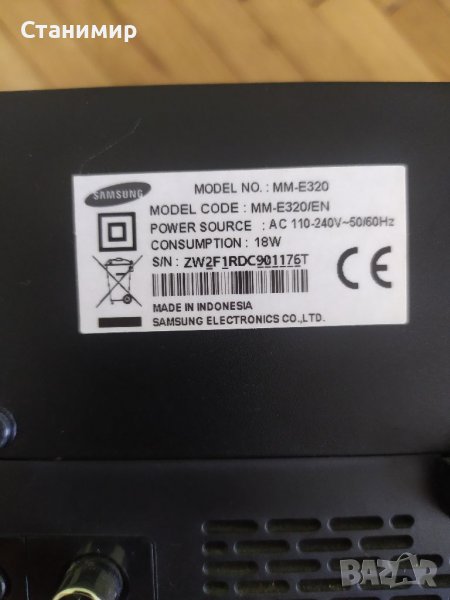 Станимир
SAMSUNG
MODEL NO. : MM-E320
MODEL CODE : MM-E320/EN
POWER SOURCE : AC 110-240V~50/60Hz
CONSUMPTION : 18W
S/N : ZW2F1RDC901176T
CE
MADE IN INDONESIA
SAMSUNG ELECTRONICS CO.,LTD.
BAZAR